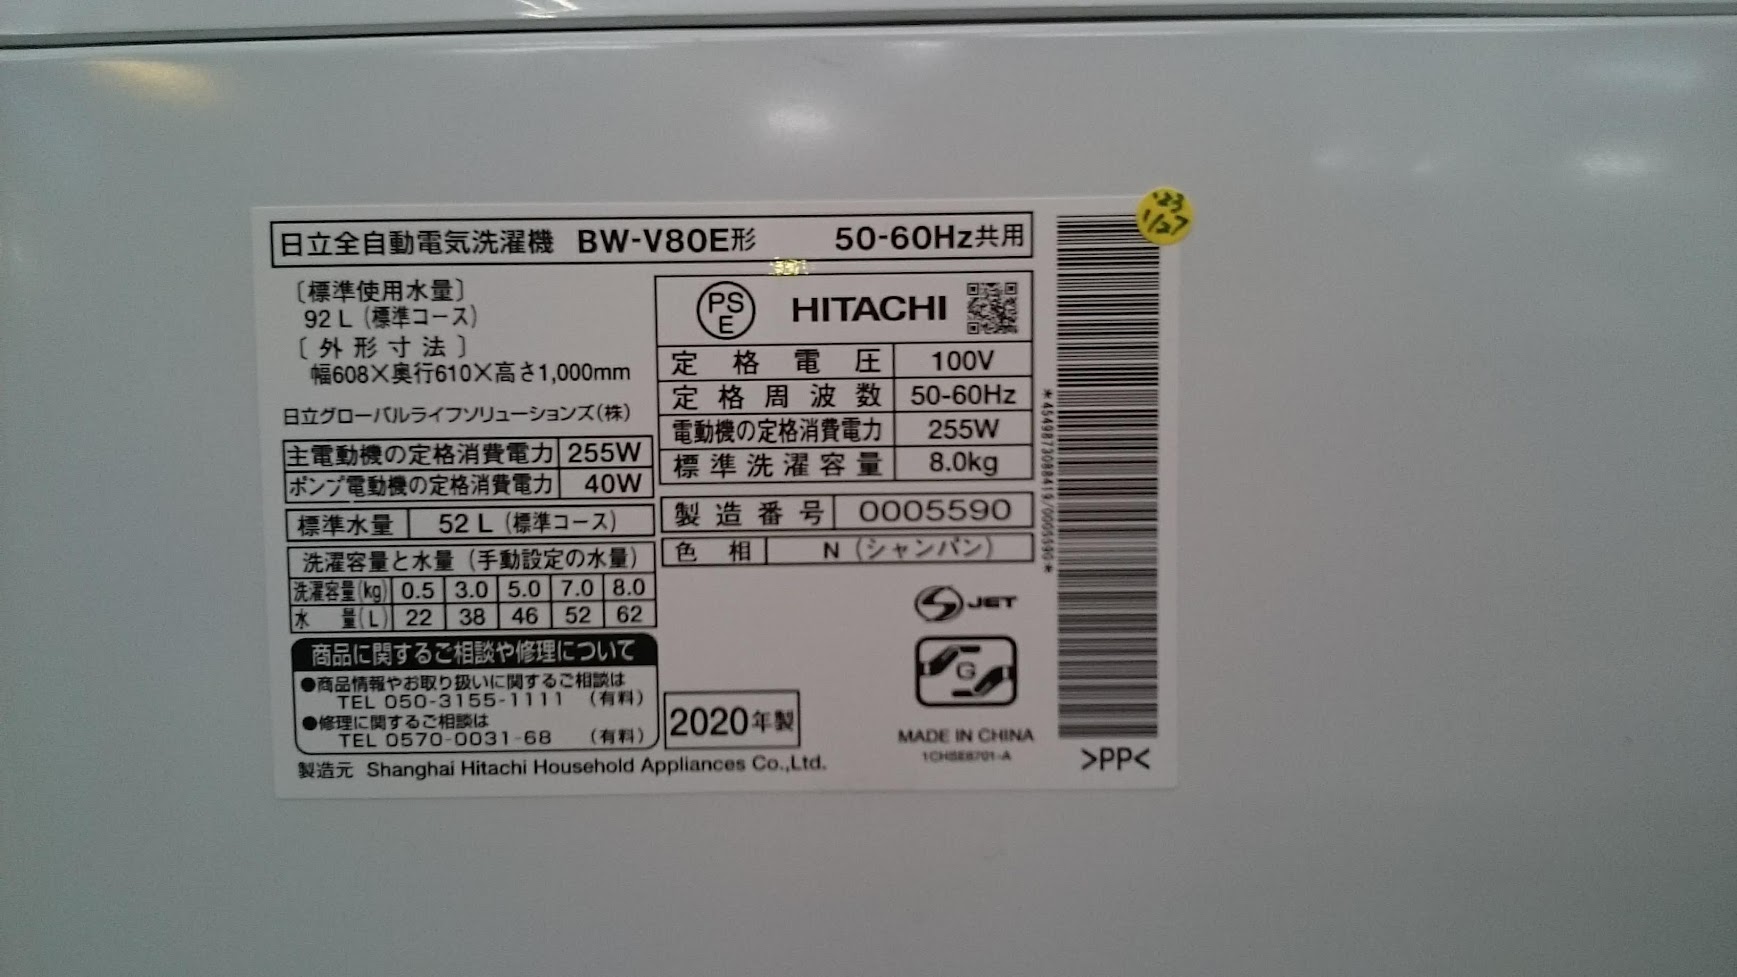 日立全自動電気洗濯機 BW-V80E形 50-60Hz共用
〔標準使用水量〕
92L (標準コース)
〔外形寸法〕
幅608×奥行610×高さ1,000mm
日立グローバルライフソリューションズ(株)
主電動機の定格消費電力 255W
ポンプ電動機の定格消費電力 40W
標準水量 52L (標準コース)
洗濯容量と水量 (手動設定の水量)
洗濯容量(kg) 0.5 3.0 5.0 7.0 8.0
水量(L) 22 38 46 52 62
商品に関するご相談や修理について
●商品情報やお取り扱いに関するご相談は
TEL 050-3155-1111 (有料)
●修理に関するご相談は
TEL 0570-0031-68 (有料)
製造元 Shanghai Hitachi Household Appliances Co.,Ltd.
PSE HITACHI
定格電圧 100V
定格周波数 50-60Hz
電動機の定格消費電力 255W
標準洗濯容量 8.0kg
製造番号 0005590
色相 N (シャンパン)
S JET
G
2020年製
MADE IN CHINA
1CHSE8701-A
*4549873088419/0005590*
>PP<
'23
1/27